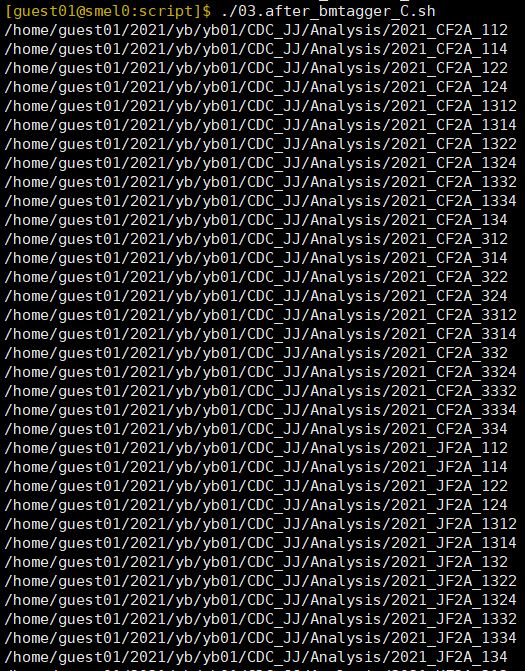 [guest01@smel0:script]$ ./03.after_bmtagger_C.sh
/home/guest01/2021/yb/yb01/CDC_JJ/Analysis/2021_CF2A_112
/home/guest01/2021/yb/yb01/CDC_JJ/Analysis/2021_CF2A_114
/home/guest01/2021/yb/yb01/CDC_JJ/Analysis/2021_CF2A_122
/home/guest01/2021/yb/yb01/CDC_JJ/Analysis/2021_CF2A_124
/home/guest01/2021/yb/yb01/CDC_JJ/Analysis/2021_CF2A_1312
/home/guest01/2021/yb/yb01/CDC_JJ/Analysis/2021_CF2A_1314
/home/guest01/2021/yb/yb01/CDC_JJ/Analysis/2021_CF2A_1322
/home/guest01/2021/yb/yb01/CDC_JJ/Analysis/2021_CF2A_1324
/home/guest01/2021/yb/yb01/CDC_JJ/Analysis/2021_CF2A_1332
/home/guest01/2021/yb/yb01/CDC_JJ/Analysis/2021_CF2A_1334
/home/guest01/2021/yb/yb01/CDC_JJ/Analysis/2021_CF2A_134
/home/guest01/2021/yb/yb01/CDC_JJ/Analysis/2021_CF2A_312
/home/guest01/2021/yb/yb01/CDC_JJ/Analysis/2021_CF2A_314
/home/guest01/2021/yb/yb01/CDC_JJ/Analysis/2021_CF2A_322
/home/guest01/2021/yb/yb01/CDC_JJ/Analysis/2021_CF2A_324
/home/guest01/2021/yb/yb01/CDC_JJ/Analysis/2021_CF2A_3312
/home/guest01/2021/yb/yb01/CDC_JJ/Analysis/2021_CF2A_3314
/home/guest01/2021/yb/yb01/CDC_JJ/Analysis/2021_CF2A_332
/home/guest01/2021/yb/yb01/CDC_JJ/Analysis/2021_CF2A_3324
/home/guest01/2021/yb/yb01/CDC_JJ/Analysis/2021_CF2A_3332
/home/guest01/2021/yb/yb01/CDC_JJ/Analysis/2021_CF2A_3334
/home/guest01/2021/yb/yb01/CDC_JJ/Analysis/2021_CF2A_334
/home/guest01/2021/yb/yb01/CDC_JJ/Analysis/2021_JF2A_112
/home/guest01/2021/yb/yb01/CDC_JJ/Analysis/2021_JF2A_114
/home/guest01/2021/yb/yb01/CDC_JJ/Analysis/2021_JF2A_122
/home/guest01/2021/yb/yb01/CDC_JJ/Analysis/2021_JF2A_124
/home/guest01/2021/yb/yb01/CDC_JJ/Analysis/2021_JF2A_1312
/home/guest01/2021/yb/yb01/CDC_JJ/Analysis/2021_JF2A_1314
/home/guest01/2021/yb/yb01/CDC_JJ/Analysis/2021_JF2A_132
/home/guest01/2021/yb/yb01/CDC_JJ/Analysis/2021_JF2A_1322
/home/guest01/2021/yb/yb01/CDC_JJ/Analysis/2021_JF2A_1324
/home/guest01/2021/yb/yb01/CDC_JJ/Analysis/2021_JF2A_1332
/home/guest01/2021/yb/yb01/CDC_JJ/Analysis/2021_JF2A_1334
/home/guest01/2021/yb/yb01/CDC_JJ/Analysis/2021_JF2A_134